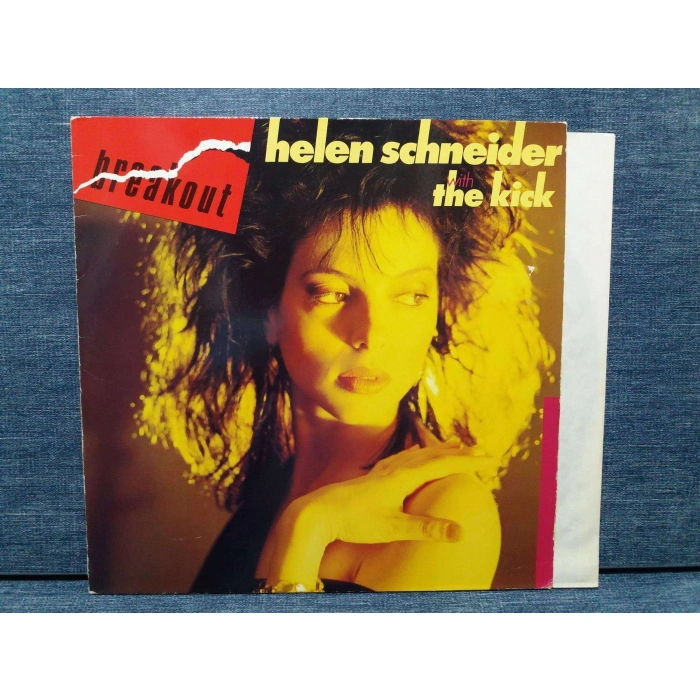 breakout
helen schneider
with
the kick